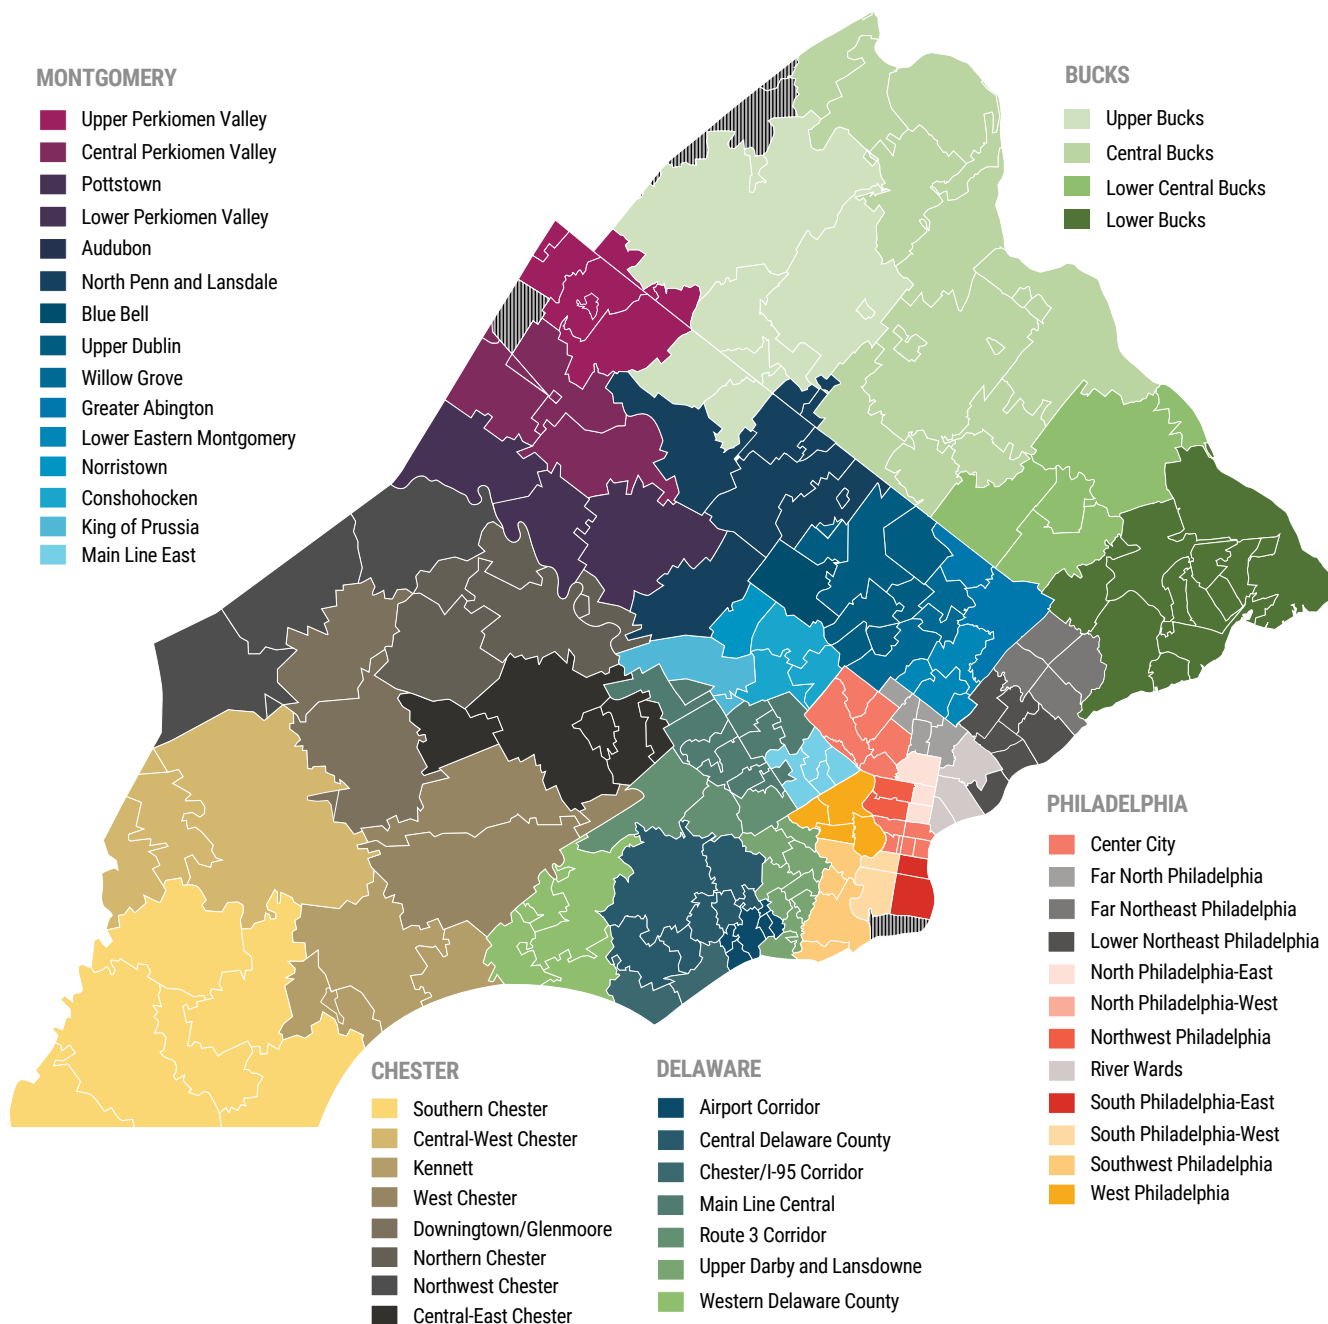 MONTGOMERY
Upper Perkiomen Valley
Central Perkiomen Valley
Pottstown
Lower Perkiomen Valley
Audubon
North Penn and Lansdale
Blue Bell
Upper Dublin
Willow Grove
Greater Abington
Lower Eastern Montgomery
Norristown
Conshohocken
King of Prussia
Main Line East
BUCKS
Upper Bucks
Central Bucks
Lower Central Bucks
Lower Bucks
PHILADELPHIA
Center City
Far North Philadelphia
Far Northeast Philadelphia
Lower Northeast Philadelphia
North Philadelphia-East
North Philadelphia-West
Northwest Philadelphia
River Wards
South Philadelphia-East
South Philadelphia-West
Southwest Philadelphia
West Philadelphia
CHESTER
Southern Chester
Central-West Chester
Kennett
West Chester
Downingtown/Glenmoore
Northern Chester
Northwest Chester
Central-East Chester
DELAWARE
Airport Corridor
Central Delaware County
Chester/I-95 Corridor
Main Line Central
Route 3 Corridor
Upper Darby and Lansdowne
Western Delaware County